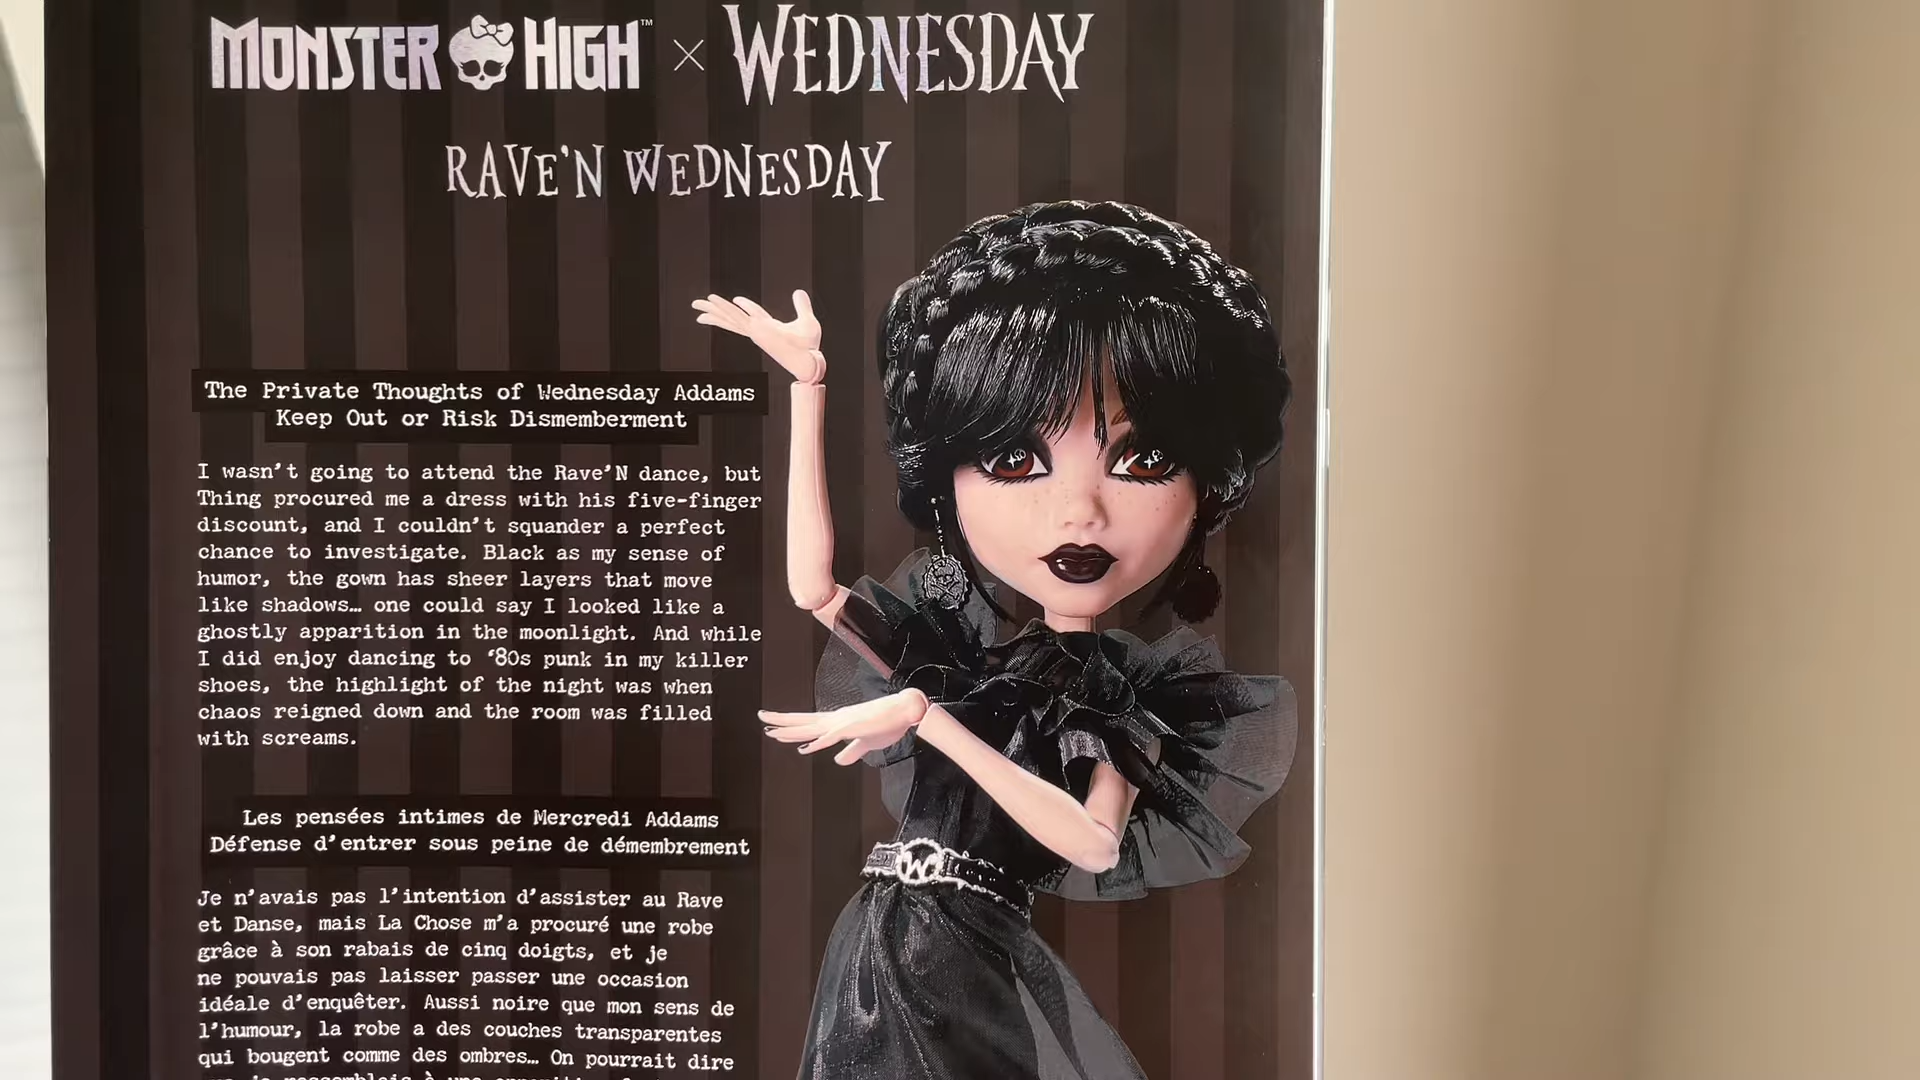 MONSTER HIGH™ × WEDNESDAY
RAVE'N WEDNESDAY
The Private Thoughts of Wednesday Addams
Keep Out or Risk Dismemberment
I wasn't going to attend the Rave'N dance, but
Thing procured me a dress with his five-finger
discount, and I couldn't squander a perfect
chance to investigate. Black as my sense of
humor, the gown has sheer layers that move
like shadows… one could say I looked like a
ghostly apparition in the moonlight. And while
I did enjoy dancing to '80s punk in my killer
shoes, the highlight of the night was when
chaos reigned down and the room was filled
with screams.
Les pensées intimes de Mercredi Addams
Défense d'entrer sous peine de démembrement
Je n'avais pas l'intention d'assister au Rave
et Danse, mais La Chose m'a procuré une robe
grâce à son rabais de cinq doigts, et je
ne pouvais pas laisser passer une occasion
idéale d'enquêter. Aussi noire que mon sens de
l'humour, la robe a des couches transparentes
qui bougent comme des ombres… On pourrait dire
W